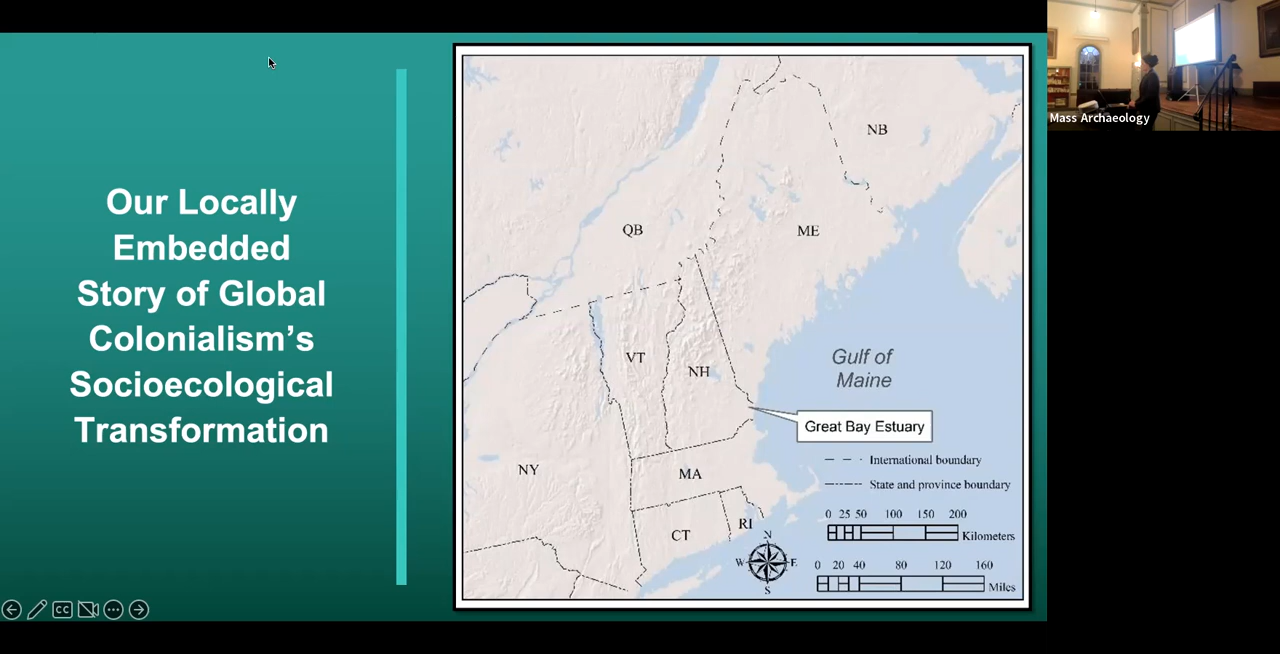 Our Locally
Embedded
Story of Global
Colonialism's
Socioecological
Transformation
NB
QB
ME
VT
NH
Gulf of
Maine
Great Bay Estuary
NY
MA
CT
RI
International boundary
State and province boundary
0 25 50 100 150 200
Kilometers
0 20 40 80 120 160
Miles
N
W E
S
CC
Mass Archaeology